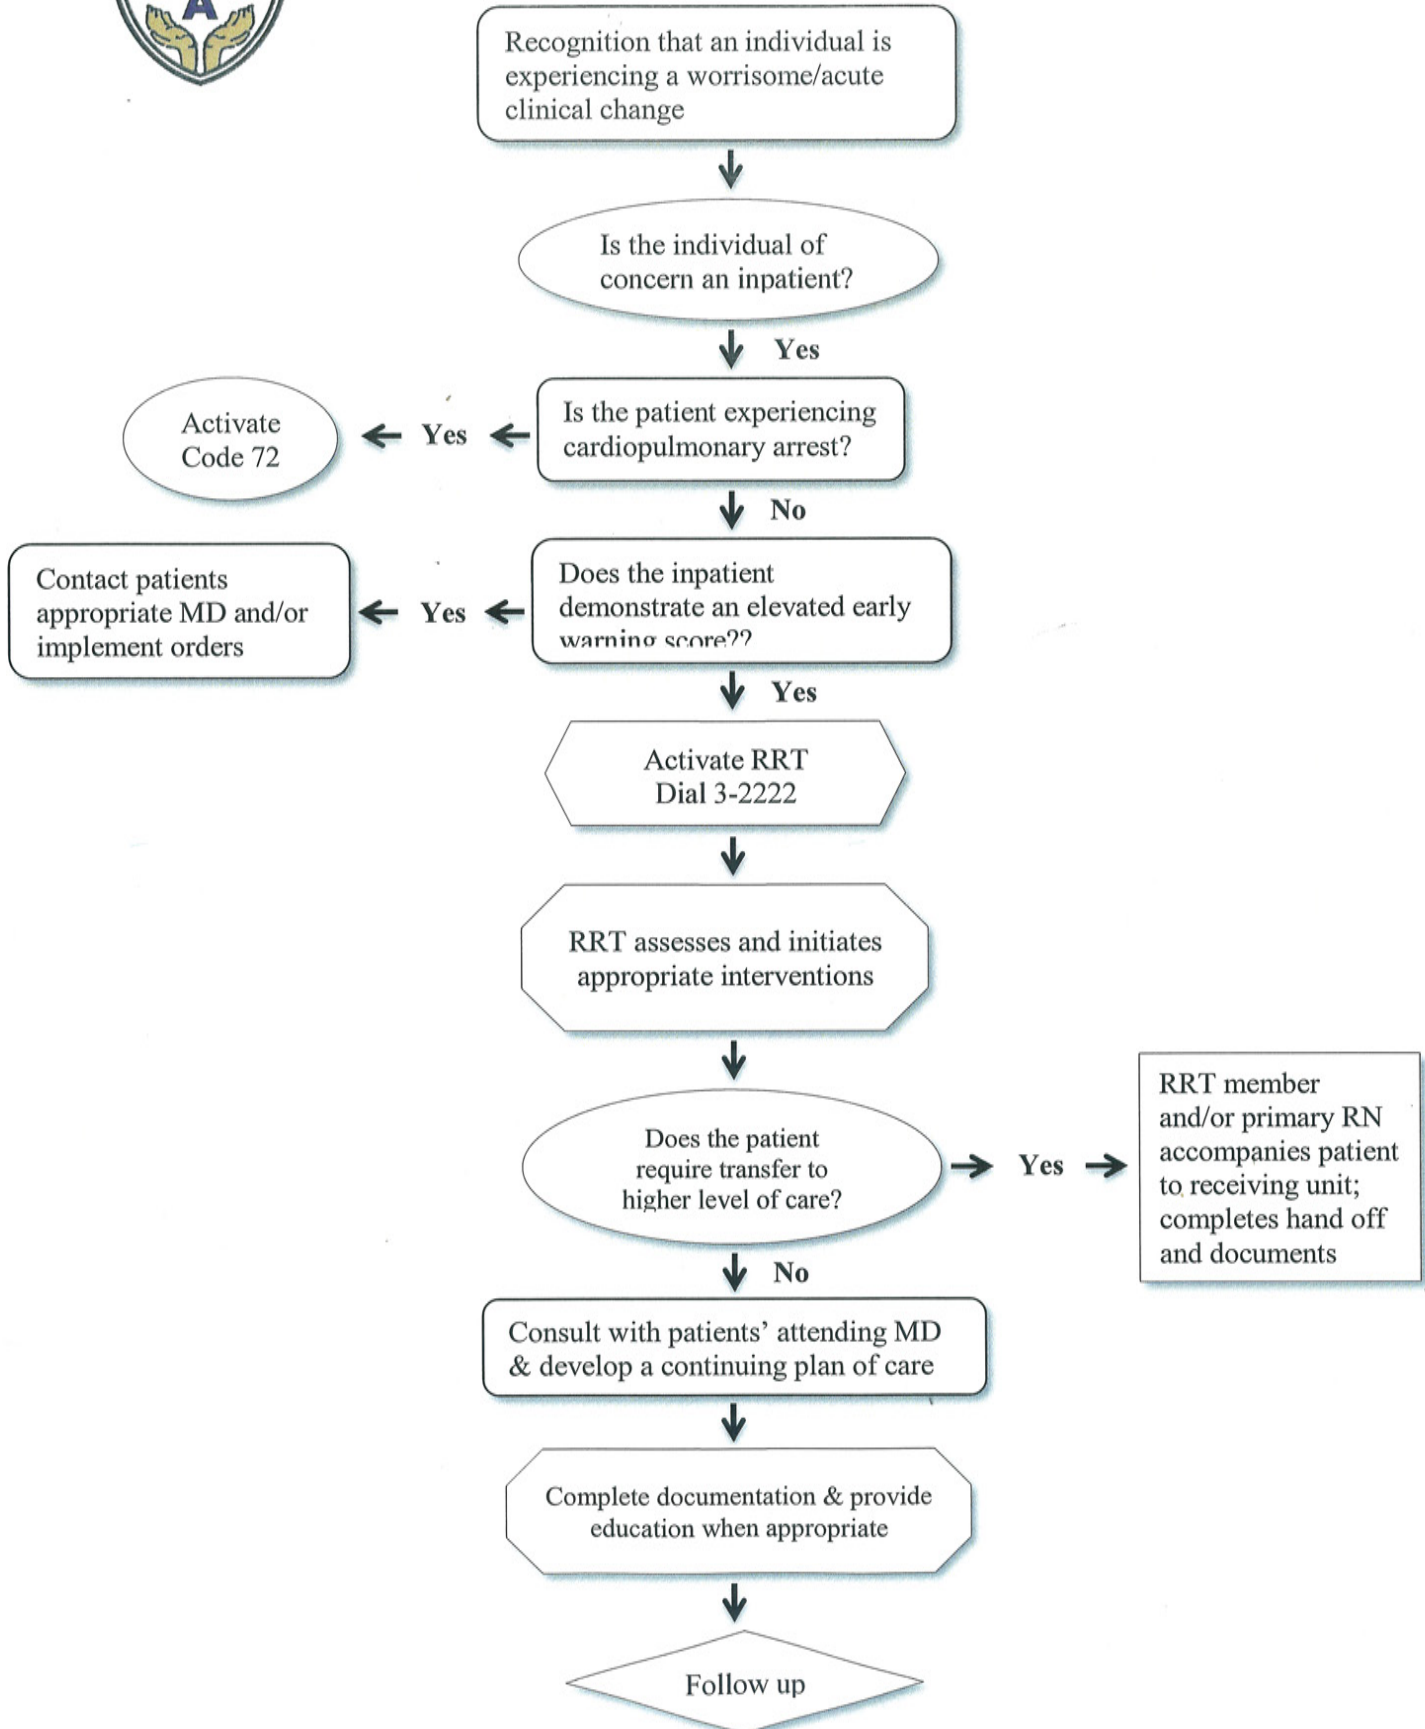 A
Recognition that an individual is
experiencing a worrisome/acute
clinical change
Is the individual of
concern an inpatient?
Yes
Is the patient experiencing
cardiopulmonary arrest?
Yes
Activate
Code 72
No
Does the inpatient
demonstrate an elevated early
warning score??
Yes
Contact patients
appropriate MD and/or
implement orders
Yes
Activate RRT
Dial 3-2222
RRT assesses and initiates
appropriate interventions
Does the patient
require transfer to
higher level of care?
Yes
RRT member
and/or primary RN
accompanies patient
to receiving unit;
completes hand off
and documents
No
Consult with patients’ attending MD
& develop a continuing plan of care
Complete documentation & provide
education when appropriate
Follow up